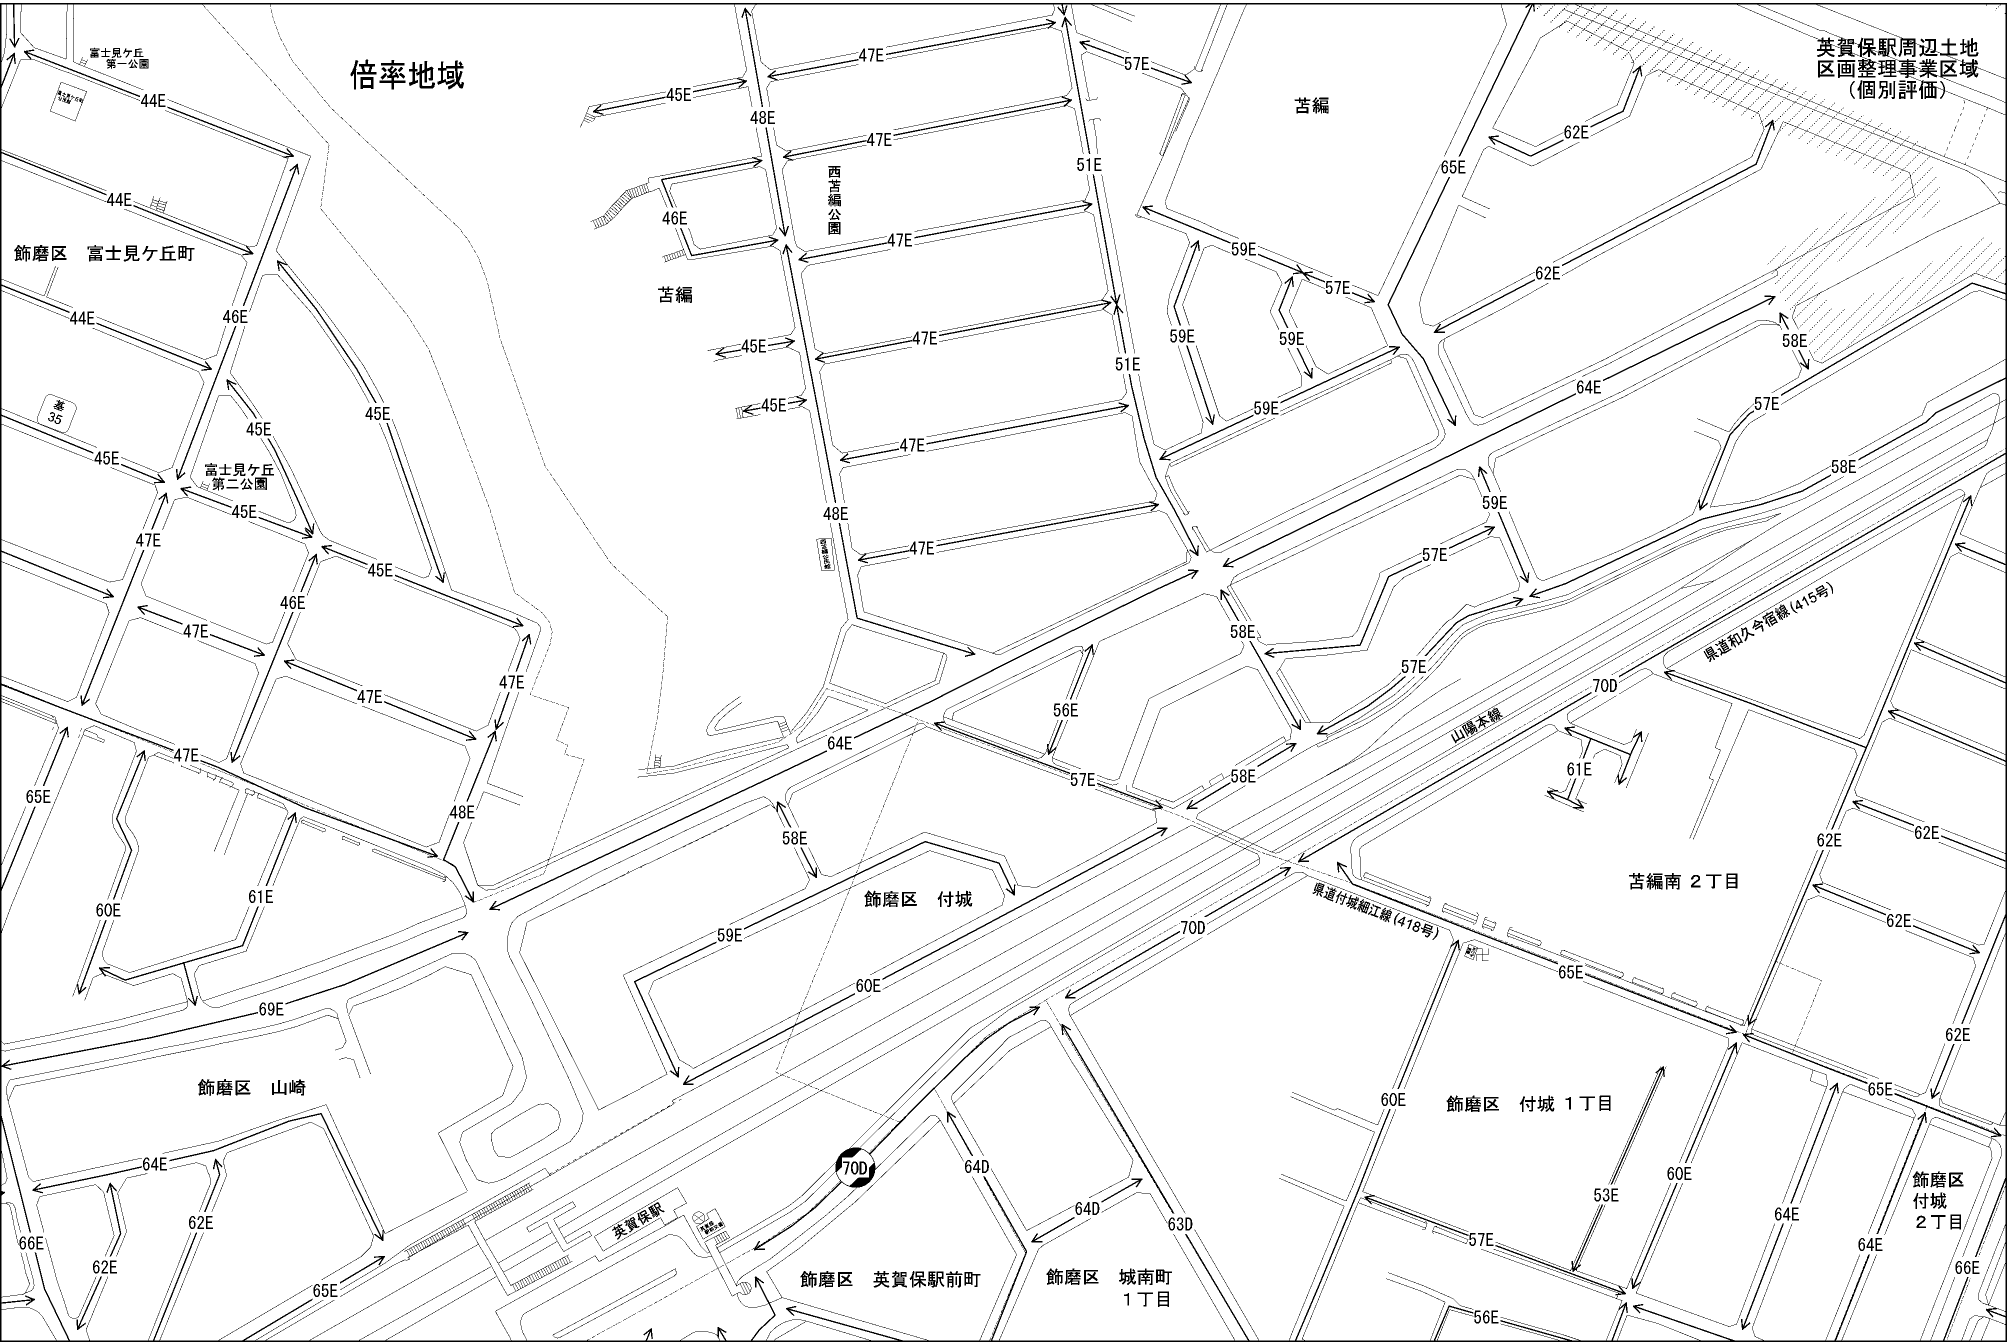 富士見ケ丘
第一公園
倍率地域
英賀保駅周辺土地
区画整理事業区域
(個別評価)
47E
57E
45E
44E
苫編
48E
62E
47E
51E
65E
西苫編公園
44E
46E
飾磨区 富士見ケ丘町
47E
59E
62E
苫編
57E
44E
46E
45E
47E
59E
59E
58E
51E
64E
基
35
45E
45E
45E
59E
57E
47E
45E
富士見ケ丘
第二公園
58E
45E
47E
48E
59E
47E
57E
45E
46E
県道和久今宿線(415号)
47E
58E
57E
47E
47E
56E
70D
山陽本線
47E
64E
57E
58E
61E
65E
48E
58E
62E
62E
60E
61E
飾磨区 付城
県道付城細江線(418号)
苫編南 2丁目
62E
59E
70D
65E
60E
69E
62E
飾磨区 山崎
60E
飾磨区 付城 1丁目
65E
64E
70D
64D
60E
53E
飾磨区
付城
2丁目
62E
英賀保駅
64D
63D
64E
66E
62E
57E
64E
66E
65E
飾磨区 英賀保駅前町
飾磨区 城南町
1丁目
56E